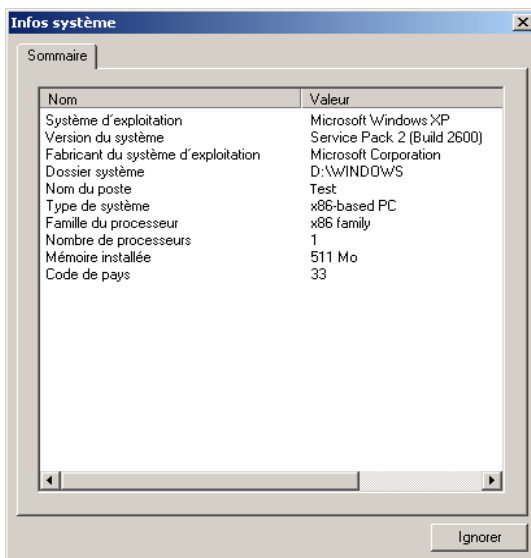 Infos système
Sommaire
Nom Valeur
Système d'exploitation Microsoft Windows XP
Version du système Service Pack 2 (Build 2600)
Fabricant du système d'exploitation Microsoft Corporation
Dossier système D:\WINDOWS
Nom du poste Test
Type de système x86-based PC
Famille du processeur x86 family
Nombre de processeurs 1
Mémoire installée 511 Mo
Code de pays 33
Ignorer